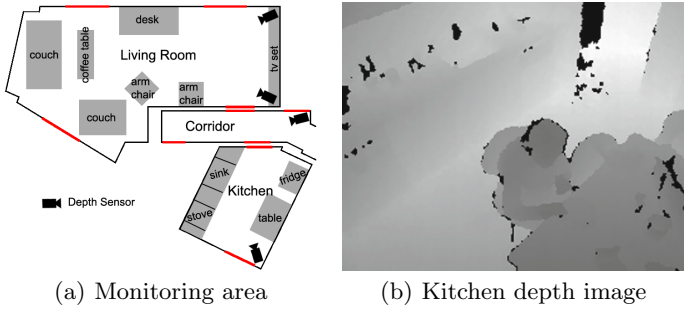 desk
couch
coffee table
Living Room
tv set
arm
chair
arm
chair
couch
Corridor
sink
Kitchen
fridge
stove
table
Depth Sensor
(a) Monitoring area
(b) Kitchen depth image